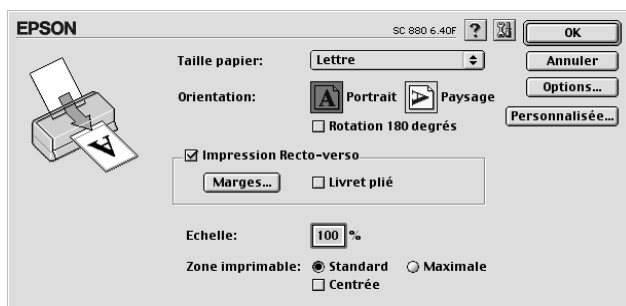 EPSON
SC 880 6.40F ?
OK
Taille papier: Lettre
Annuler
Orientation: A Portrait A Paysage
Options...
Rotation 180 degrés
Personnalisée...
A
Impression Recto-verso
Marges... Livret plié
Echelle: 100 %
Zone imprimable: Standard Maximale
Centrée